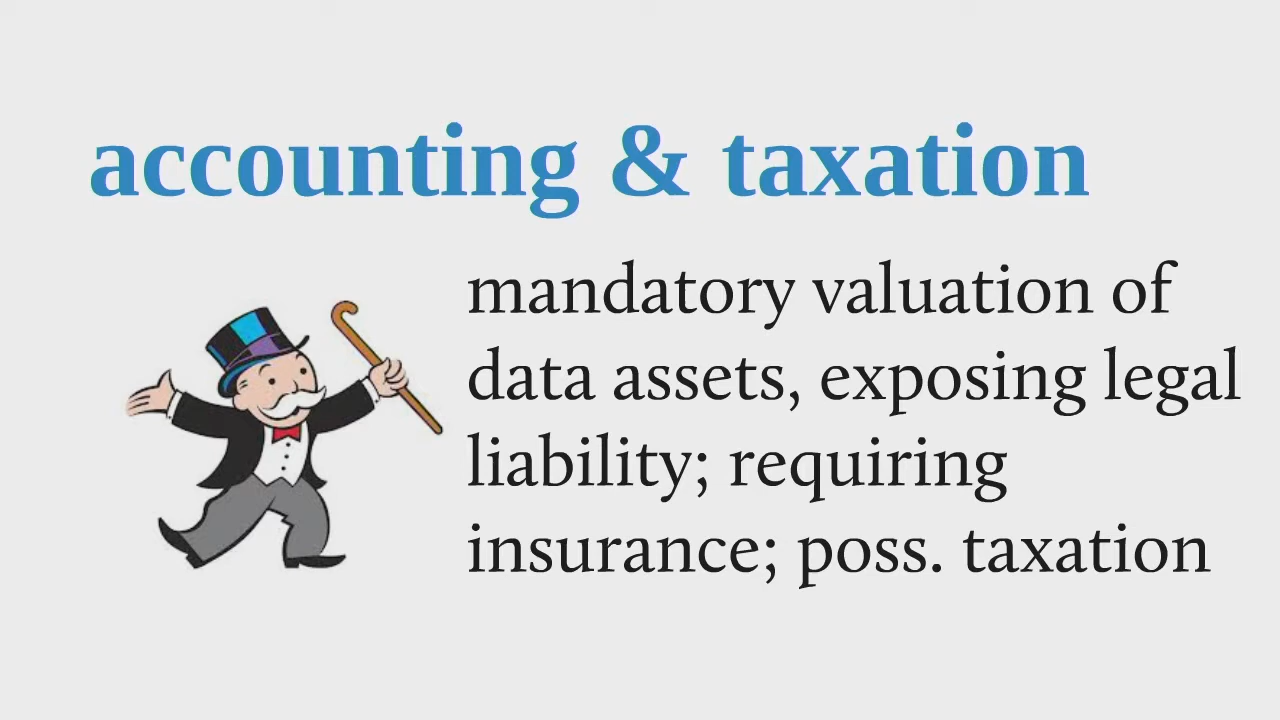 accounting & taxation
mandatory valuation of
data assets, exposing legal
liability; requiring
insurance; poss. taxation